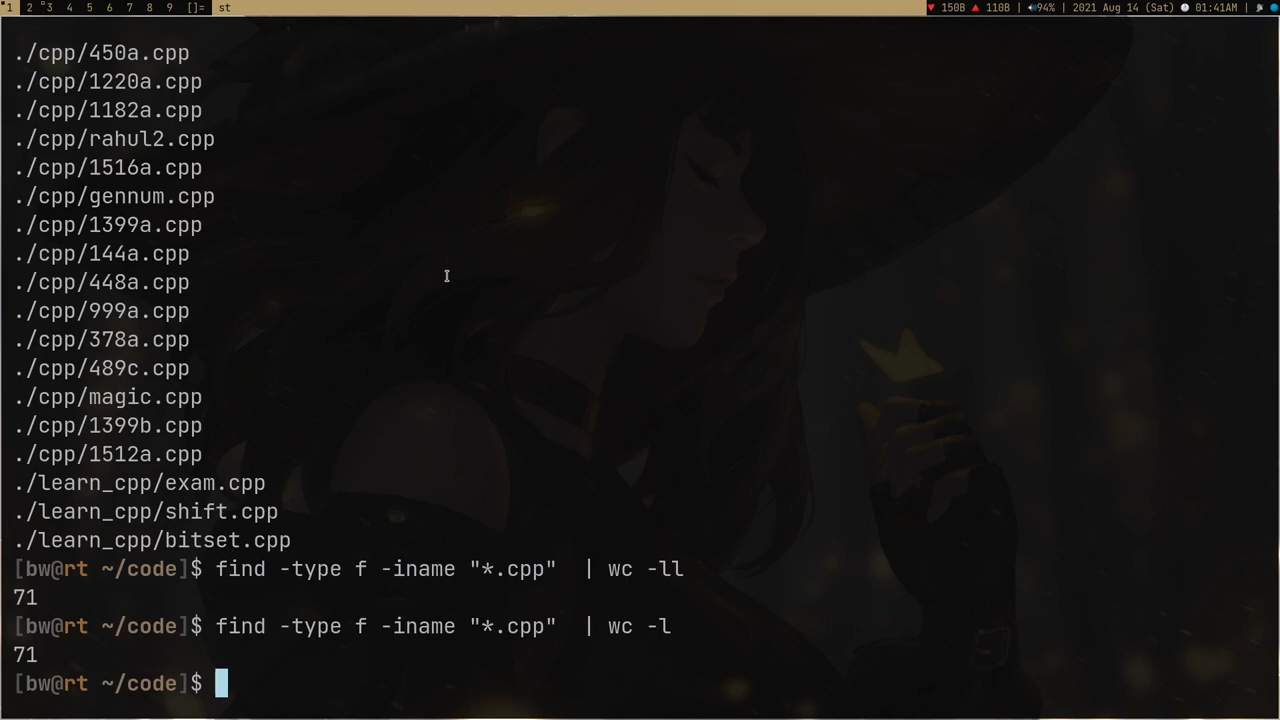 1 2 3 4 5 6 7 8 9 []= st 150B 110B | 94% | 2021 Aug 14 (Sat) 01:41AM |
./cpp/450a.cpp
./cpp/1220a.cpp
./cpp/1182a.cpp
./cpp/rahul2.cpp
./cpp/1516a.cpp
./cpp/gennum.cpp
./cpp/1399a.cpp
./cpp/144a.cpp
./cpp/448a.cpp
./cpp/999a.cpp
./cpp/378a.cpp
./cpp/489c.cpp
./cpp/magic.cpp
./cpp/1399b.cpp
./cpp/1512a.cpp
./learn_cpp/exam.cpp
./learn_cpp/shift.cpp
./learn_cpp/bitset.cpp
[bw@rt ~/code]$ find -type f -iname "*.cpp"  | wc -ll
71
[bw@rt ~/code]$ find -type f -iname "*.cpp"  | wc -l
71
[bw@rt ~/code]$